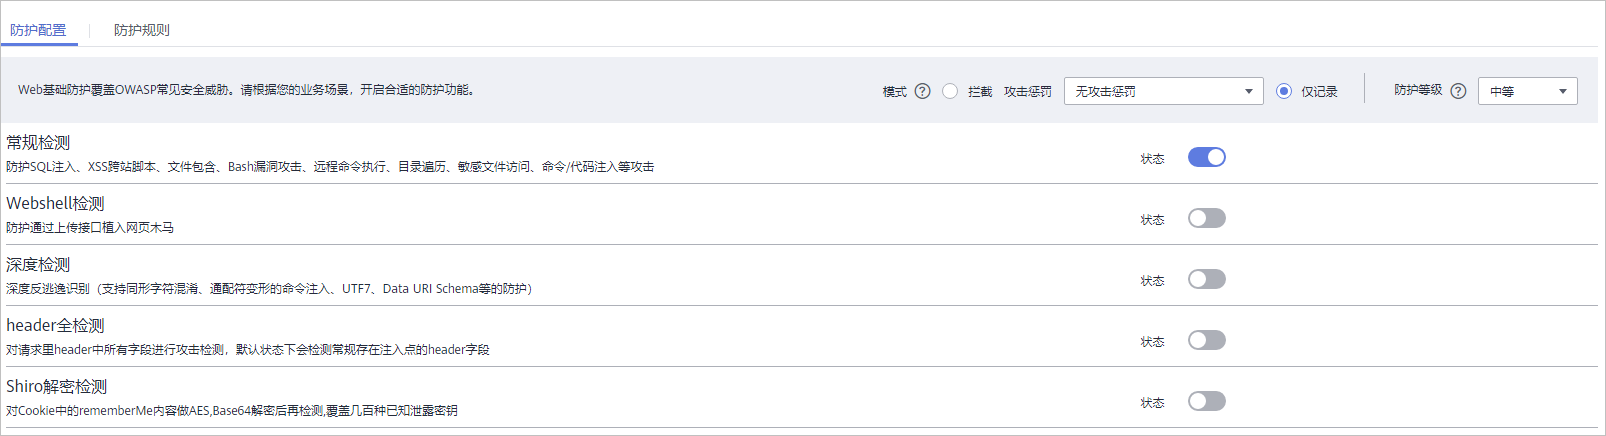 防护配置 防护规则
Web基础防护覆盖OWASP常见安全威胁。请根据您的业务场景，开启合适的防护功能。 模式 ? 拦截 攻击惩罚 无攻击惩罚 仅记录 防护等级 ? 中等
常规检测
防护SQL注入、XSS跨站脚本、文件包含、Bash漏洞攻击、远程命令执行、目录遍历、敏感文件访问、命令/代码注入等攻击 状态
Webshell检测
防护通过上传接口植入网页木马 状态
深度检测
深度反逃逸识别（支持同形字符混淆、通配符变形的命令注入、UTF7、Data URI Schema等的防护） 状态
header全检测
对请求里header中所有字段进行攻击检测，默认状态下会检测常规存在注入点的header字段 状态
Shiro解密检测
对Cookie中的rememberMe内容做AES,Base64解密后再检测,覆盖几百种已知泄露密钥 状态